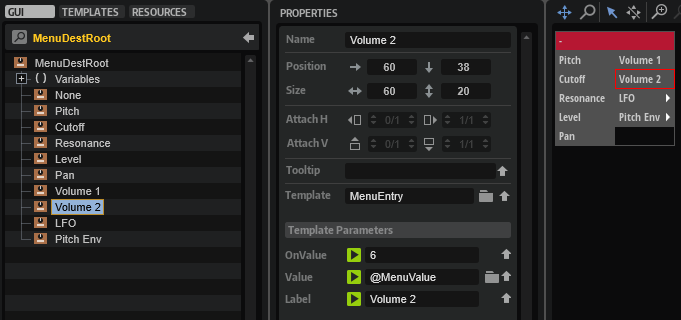 GUI TEMPLATES RESOURCES
MenuDestRoot
MenuDestRoot
( ) Variables
None
Pitch
Cutoff
Resonance
Level
Pan
Volume 1
Volume 2
LFO
Pitch Env
PROPERTIES
Name Volume 2
Position 60 38
Size 60 20
Attach H 0/1 1/1
Attach V 0/1 1/1
Tooltip
Template MenuEntry
Template Parameters
OnValue 6
Value @MenuValue
Label Volume 2
-
Pitch Volume 1
Cutoff Volume 2
Resonance LFO
Level Pitch Env
Pan